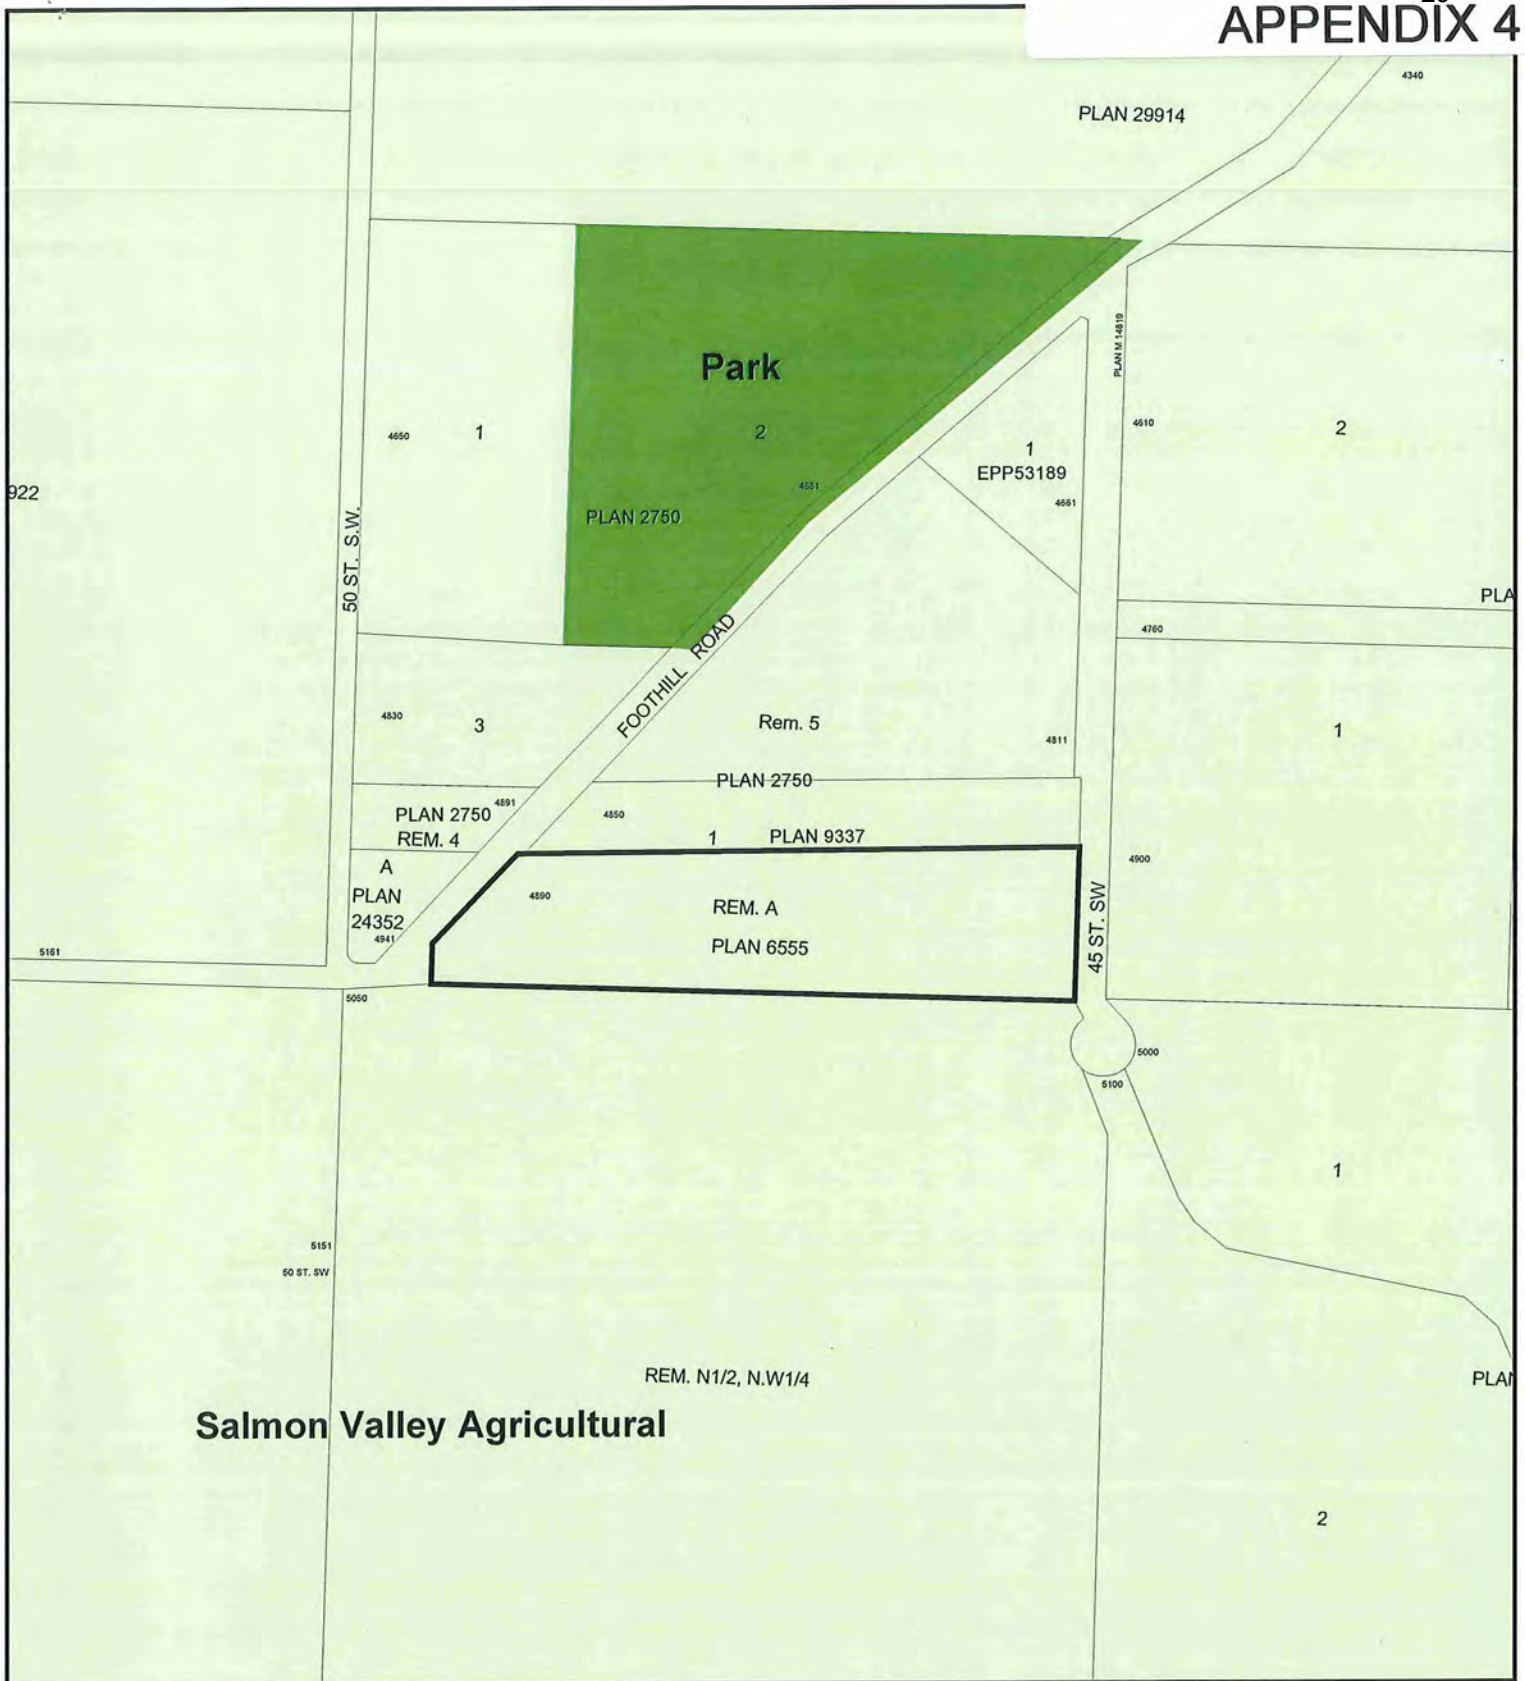 APPENDIX 4
4340
PLAN 29914
PLAN M 14819
Park
4650
1
2
4610
2
1
EPP53189
4661
922
PLAN 2750
50 ST. S.W.
PLA
4760
FOOTHILL ROAD
4830
3
Rem. 5
4811
1
PLAN 2750
4891
PLAN 2750
REM. 4
4850
1
PLAN 9337
A
PLAN
24352
4941
4890
REM. A
PLAN 6555
4900
45 ST. SW
5161
5050
5000
5100
1
5151
50 ST. SW
REM. N1/2, N.W1/4
PLAN
Salmon Valley Agricultural
2